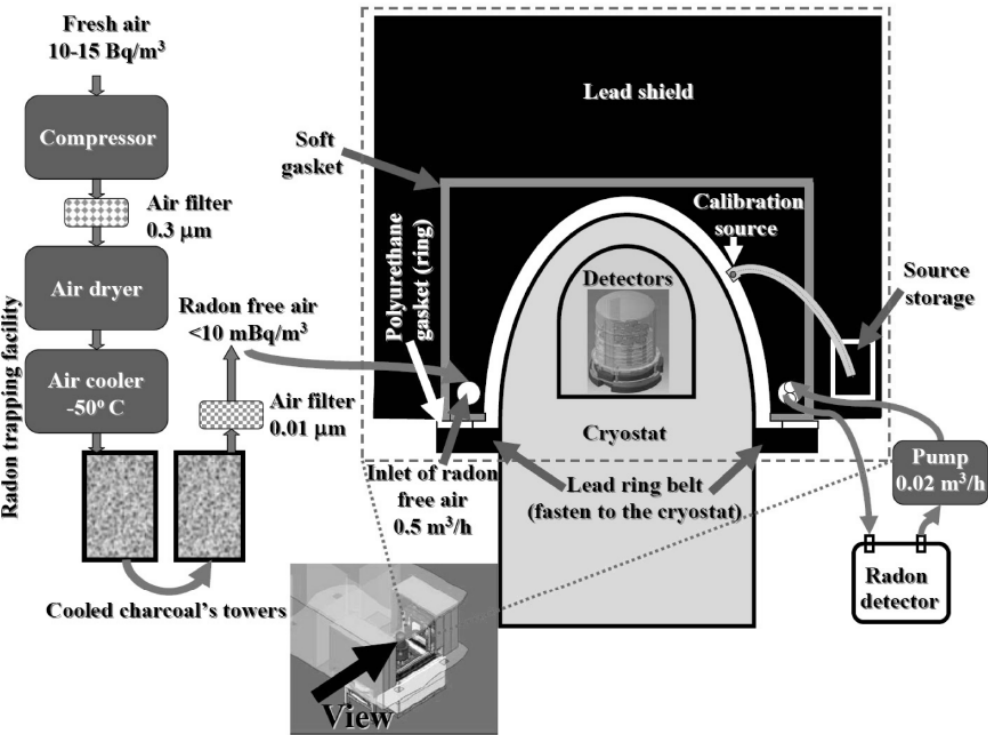 Fresh air
10-15 Bq/m³
Compressor
Air filter
0.3 μm
Air dryer
Radon free air
<10 mBq/m³
Air cooler
-50º C
Air filter
0.01 μm
Radon trapping facility
Cooled charcoal's towers
Lead shield
Soft
gasket
Calibration
source
Polyurethane
gasket (ring)
Detectors
Source
storage
Cryostat
Inlet of radon
free air
0.5 m³/h
Lead ring belt
(fasten to the cryostat)
Pump
0.02 m³/h
Radon
detector
View